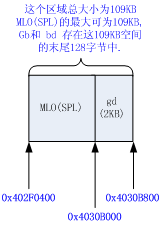 这个区域总大小为109KB
MLO(SPL)的最大可为109KB,
Gb和 bd 存在这109KB空间
的末尾128字节中.
MLO(SPL)
gd
(2KB)
0x402F0400
0x4030B800
0x4030B000